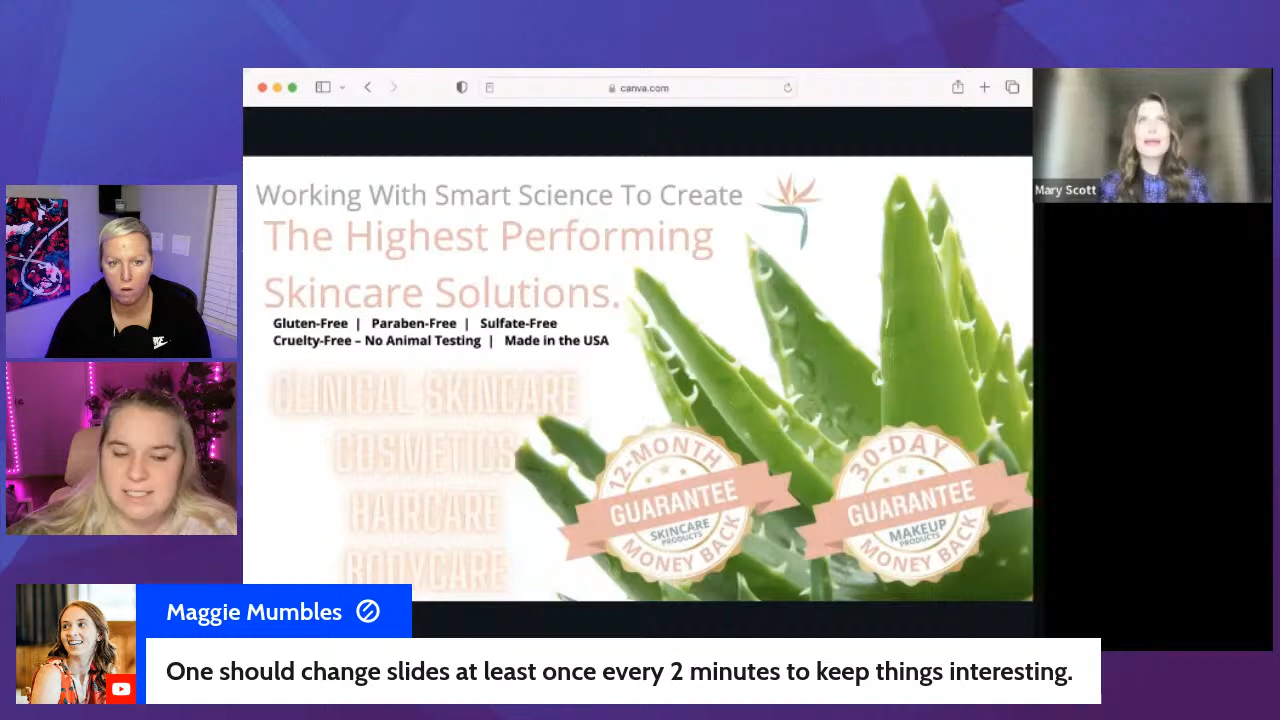 canva.com
Mary Scott
Working With Smart Science To Create
The Highest Performing
Skincare Solutions.
Gluten-Free | Paraben-Free | Sulfate-Free
Cruelty-Free – No Animal Testing | Made in the USA
CLINICAL SKINCARE
COSMETICS
HAIRCARE
BODYCARE
12-MONTH
GUARANTEE
SKINCARE
PRODUCTS
MONEY BACK
30-DAY
GUARANTEE
MAKEUP
PRODUCTS
MONEY BACK
Maggie Mumbles
One should change slides at least once every 2 minutes to keep things interesting.